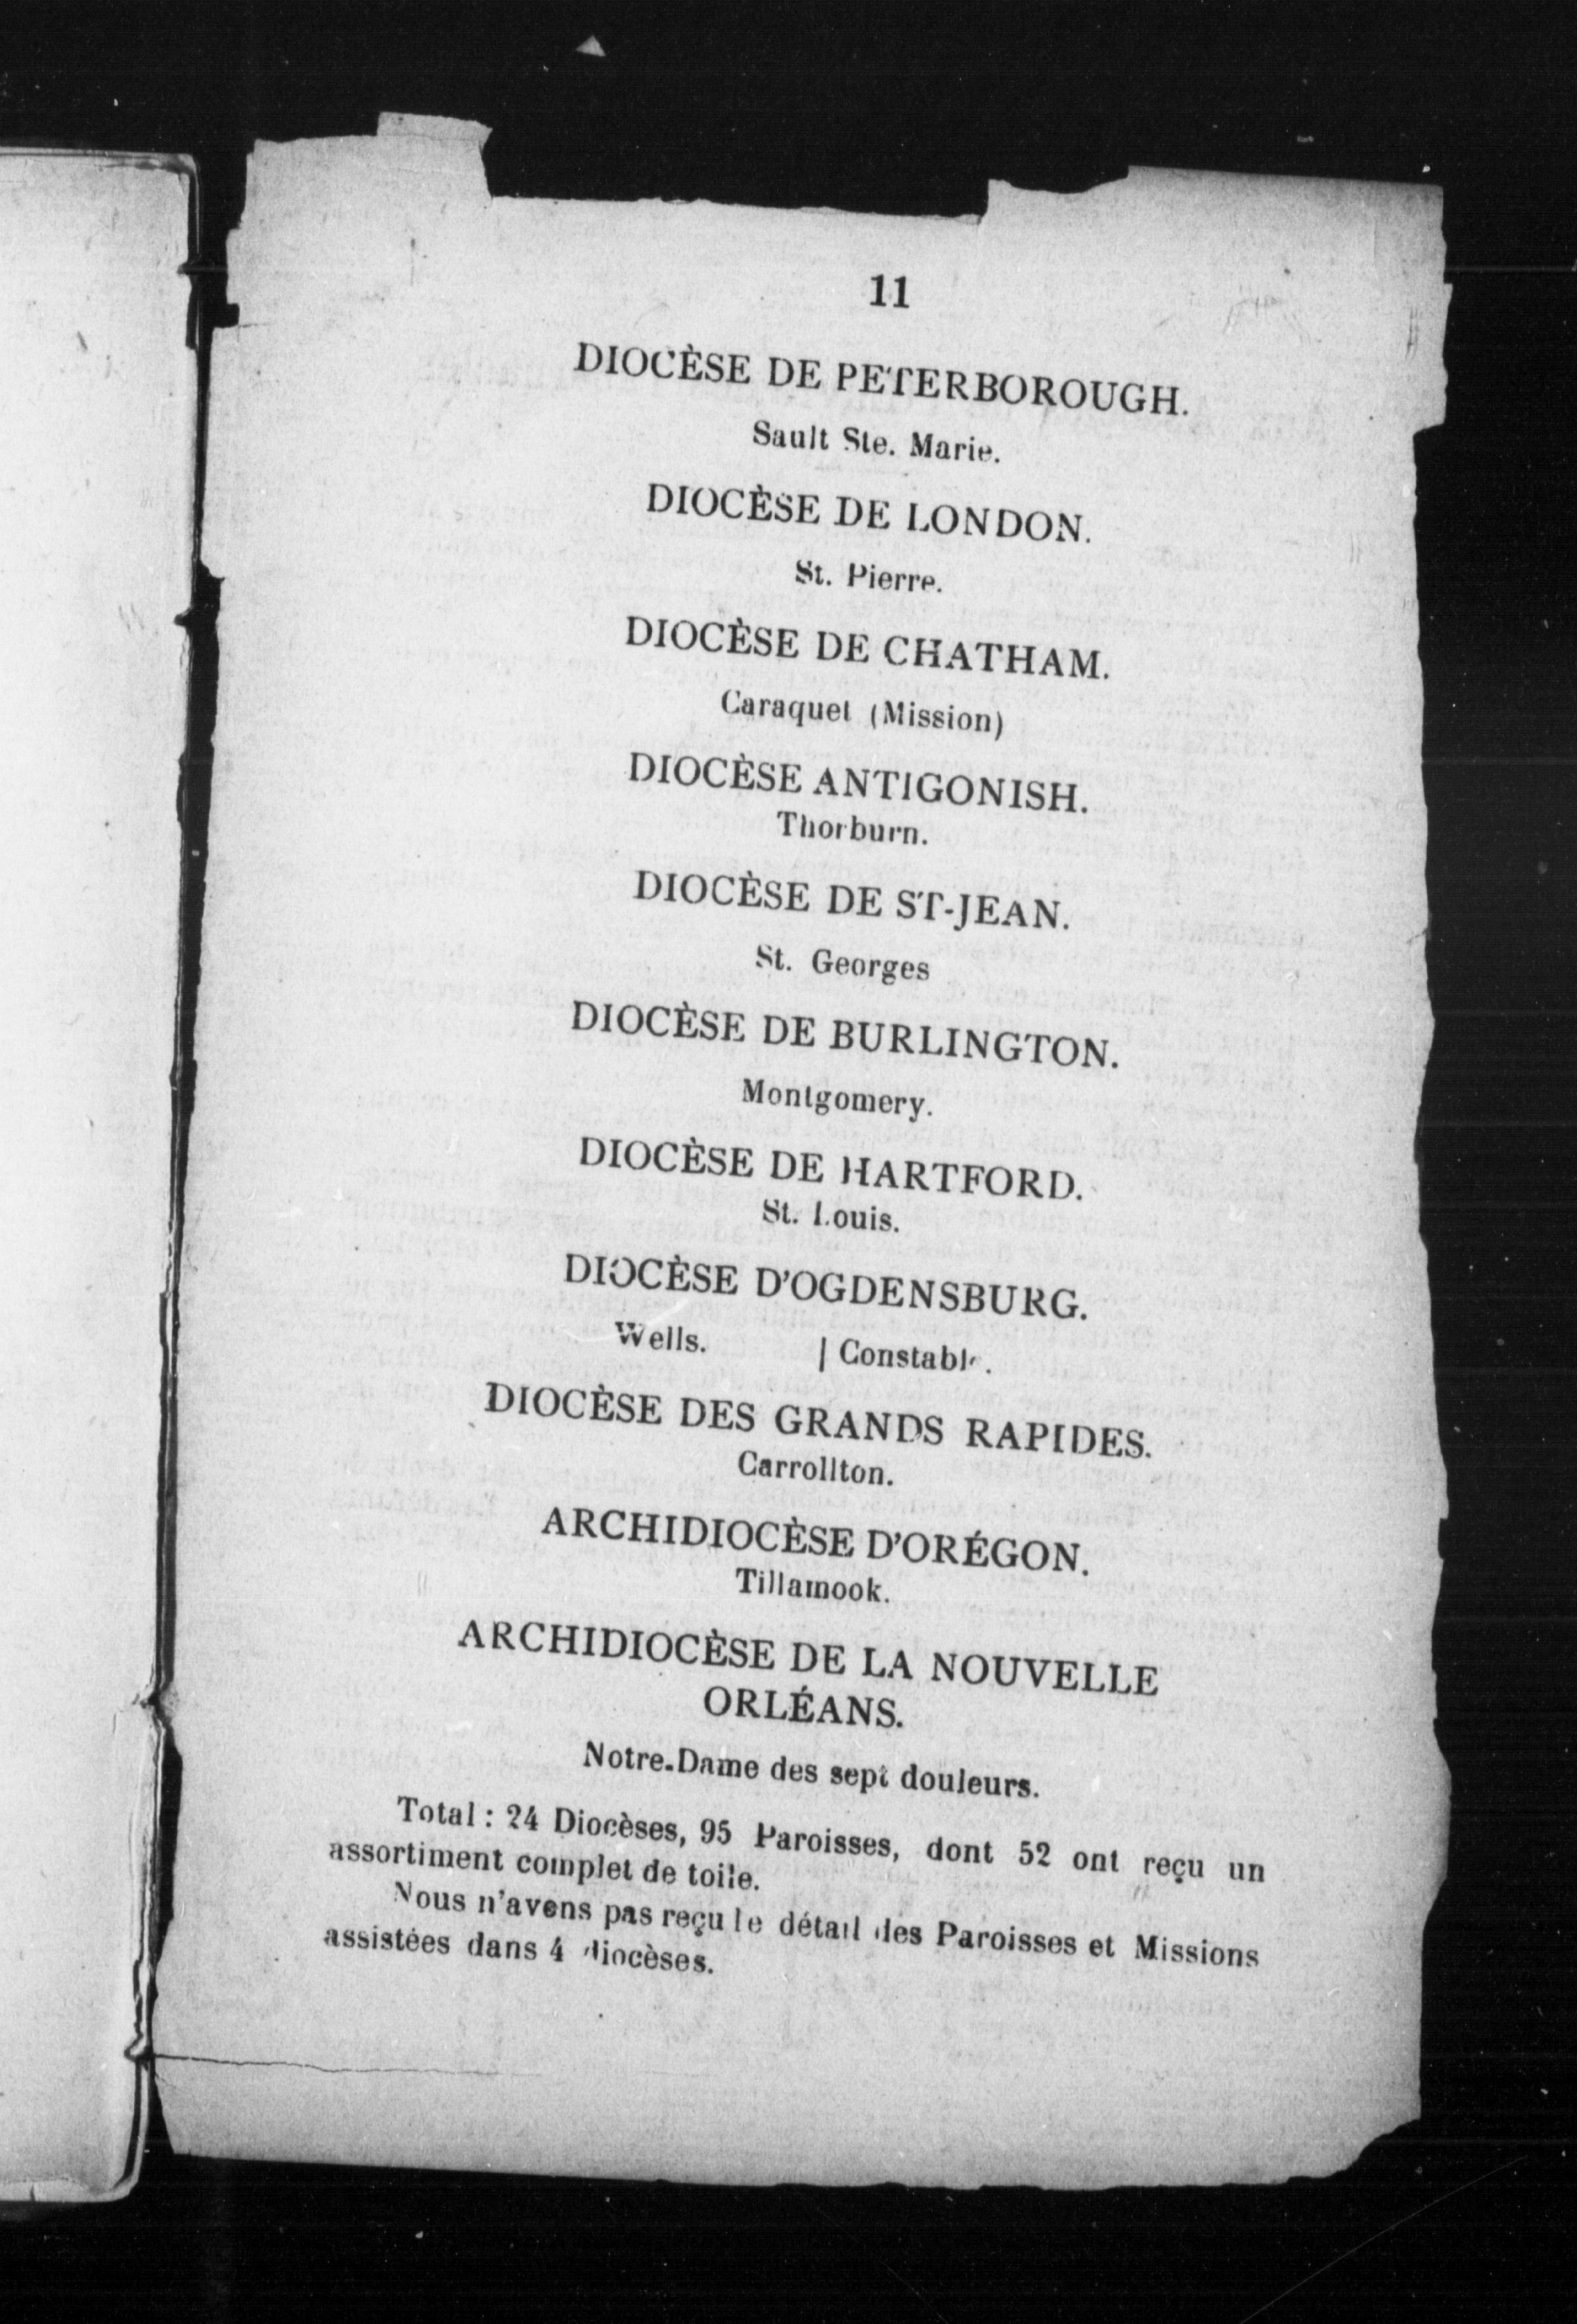 11
DIOCÈSE DE PETERBOROUGH.
Sault Ste. Marie.
DIOCÈSE DE LONDON.
St. Pierre.
DIOCÈSE DE CHATHAM.
Caraquet (Mission)
DIOCÈSE ANTIGONISH.
Thorburn.
DIOCÈSE DE ST-JEAN.
St. Georges
DIOCÈSE DE BURLINGTON.
Montgomery.
DIOCÈSE DE HARTFORD.
St. Louis.
DIOCÈSE D'OGDENSBURG.
Wells. | Constable.
DIOCÈSE DES GRANDS RAPIDES.
Carrollton.
ARCHIDIOCÈSE D'ORÉGON.
Tillamook.
ARCHIDIOCÈSE DE LA NOUVELLE
ORLÉANS.
Notre-Dame des sept douleurs.
Total : 24 Diocèses, 95 Paroisses, dont 52 ont reçu un
assortiment complet de toile.
Nous n'avons pas reçu le détail des Paroisses et Missions
assistées dans 4 diocèses.